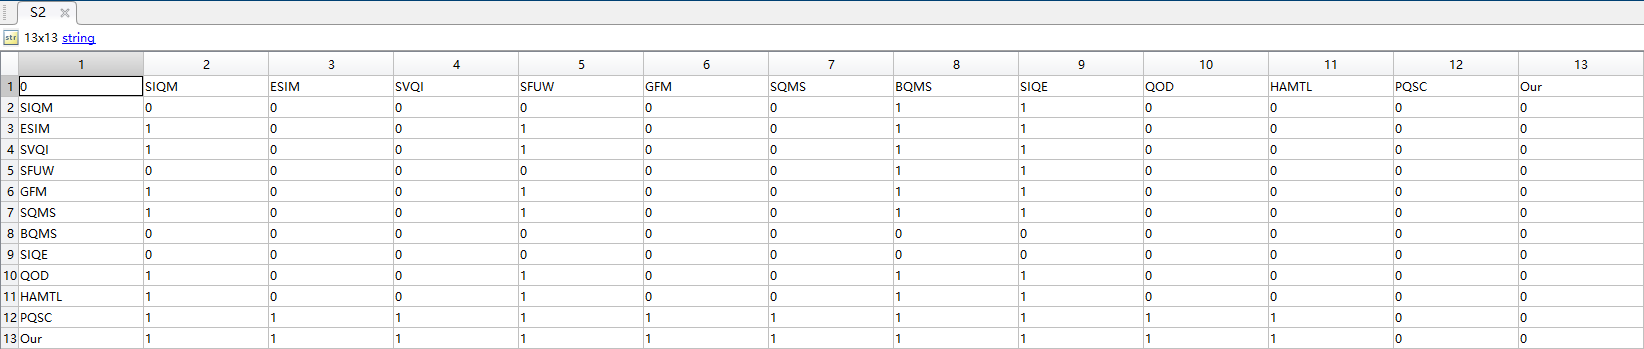 S2
str 13x13 string
1 2 3 4 5 6 7 8 9 10 11 12 13
1 0 SIQM ESIM SVQI SFUW GFM SQMS BQMS SIQE QOD HAMTL PQSC Our
2 SIQM 0 0 0 0 0 0 1 1 0 0 0 0
3 ESIM 1 0 0 1 0 0 1 1 0 0 0 0
4 SVQI 1 0 0 1 0 0 1 1 0 0 0 0
5 SFUW 0 0 0 0 0 0 1 1 0 0 0 0
6 GFM 1 0 0 1 0 0 1 1 0 0 0 0
7 SQMS 1 0 0 1 0 0 1 1 0 0 0 0
8 BQMS 0 0 0 0 0 0 0 0 0 0 0 0
9 SIQE 0 0 0 0 0 0 0 0 0 0 0 0
10 QOD 1 0 0 1 0 0 1 1 0 0 0 0
11 HAMTL 1 0 0 1 0 0 1 1 0 0 0 0
12 PQSC 1 1 1 1 1 1 1 1 1 1 0 0
13 Our 1 1 1 1 1 1 1 1 1 1 0 0